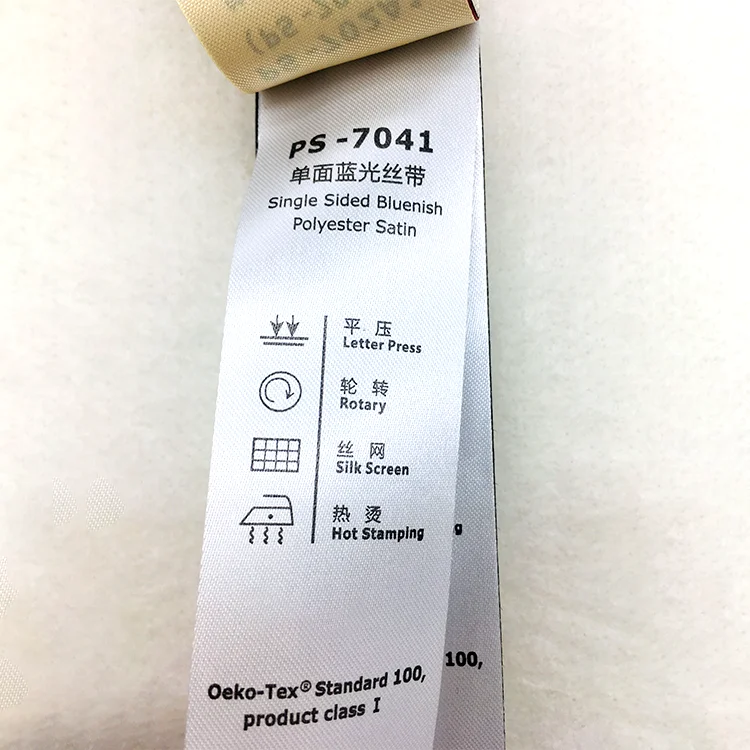 PS-7041
单面蓝光丝带
Single Sided Bluenish
Polyester Satin
平 压
Letter Press
轮 转
Rotary
丝 网
Silk Screen
热 烫
Hot Stamping
g
Oeko-Tex® Standard 100,
product class I
100,